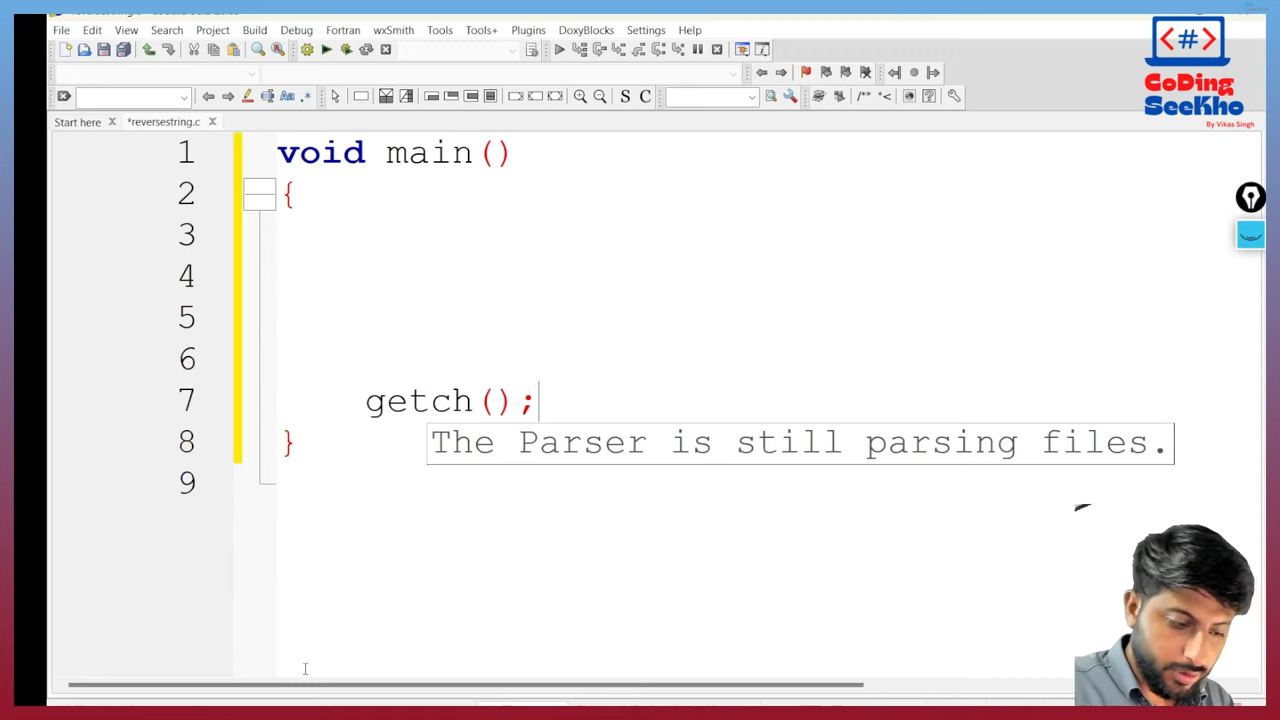 File Edit View Search Project Build Debug Fortran wxSmith Tools Tools+ Plugins DoxyBlocks Settings Help
S C
/** *<
Start here *reversestring.c
1 void main()
2 {
3
4
5
6
7 getch();
8 }
The Parser is still parsing files.
9
<#>
CoDing
SeeKho
By Vikas Singh